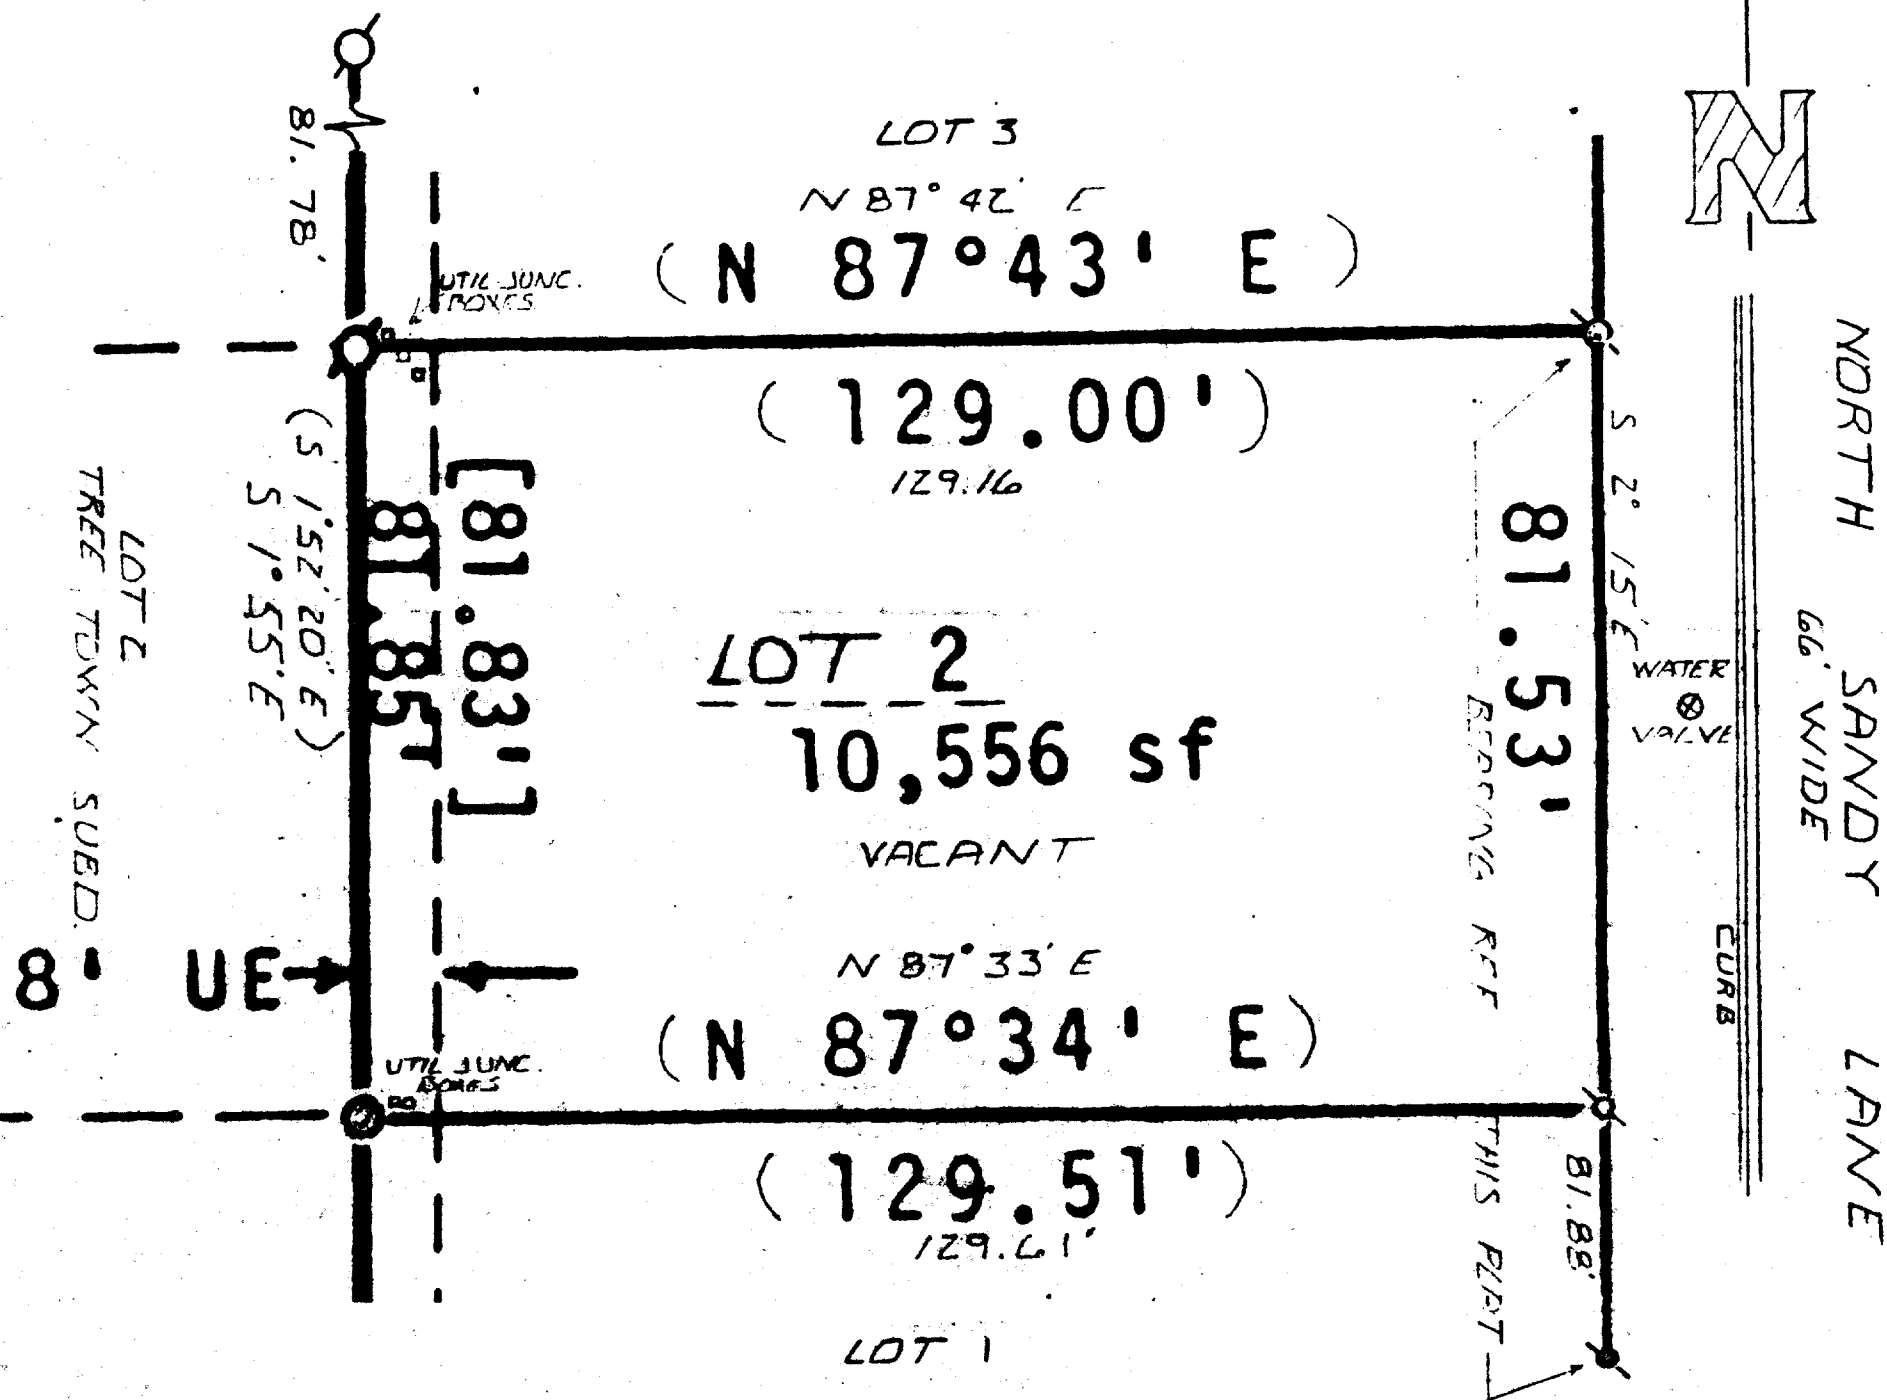 N
81.78'
LOT 3
N 87° 42' E
( N 87°43' E )
UTIL JUNC.
BOXES
( 129.00' )
129.16
(S 1°52'20" E)
S 1° 55' E
81.85'
[81.83']
LOT 2
TREE TOWN SUBD.
LOT 2
10,556 sf
VACANT
81.53'
S 2° 15' E
BEARING REF
THIS PLAT
WATER
VALVE
NORTH SANDY LANE
66' WIDE
CURB
8' UE
N 87° 33' E
( N 87°34' E )
UTIL JUNC.
BOXES
( 129.51' )
129.61'
81.88'
LOT 1